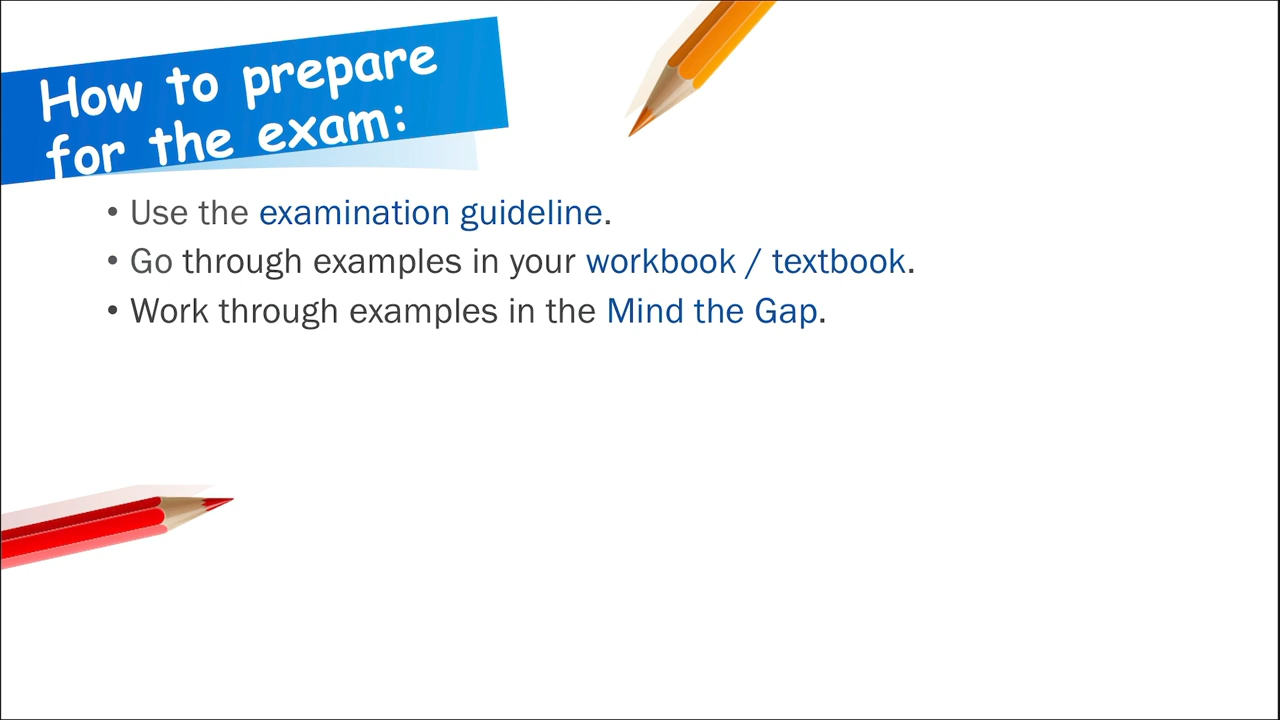 How to prepare
for the exam:
• Use the examination guideline.
• Go through examples in your workbook / textbook.
• Work through examples in the Mind the Gap.